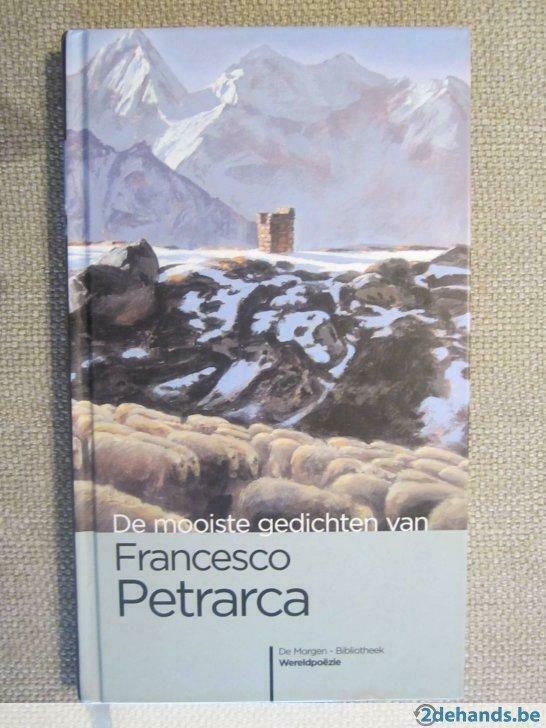 De mooiste gedichten van
Francesco
Petrarca
De Morgen - Bibliotheek
Wereldpoëzie
2dehands.be